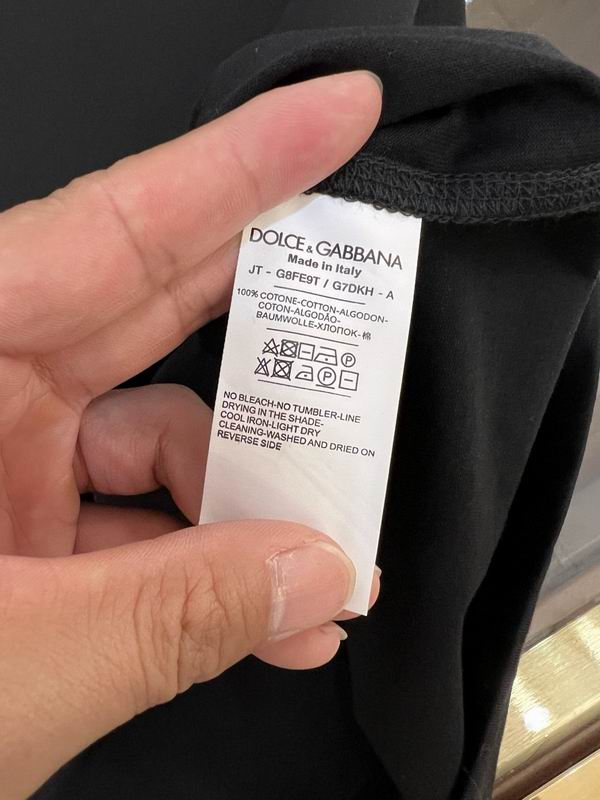 DOLCE & GABBANA
Made in Italy
JT - G8FE9T / G7DKH - A
100% COTONE-COTTON-ALGODON-
COTON-ALGODÃO-
BAUMWOLLE-ХЛОПОК-棉
P
P
NO BLEACH-NO TUMBLER-LINE
DRYING IN THE SHADE-
COOL IRON-LIGHT DRY
CLEANING-WASHED AND DRIED ON
REVERSE SIDE